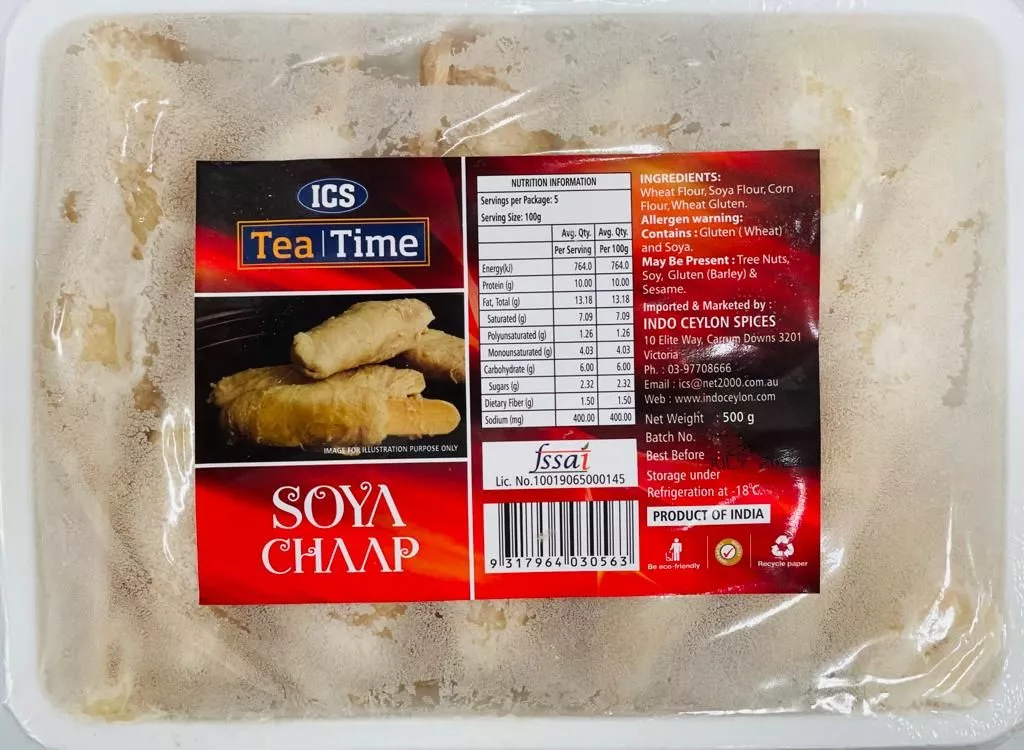 ICS
Tea | Time
IMAGE FOR ILLUSTRATION PURPOSE ONLY
SOYA
CHAAP
NUTRITION INFORMATION
Servings per Package: 5
Serving Size: 100g
Avg. Qty. Avg. Qty.
Per Serving Per 100g
Energy(kJ) 764.0 764.0
Protein (g) 10.00 10.00
Fat, Total (g) 13.18 13.18
Saturated (g) 7.09 7.09
Polyunsaturated (g) 1.26 1.26
Monounsaturated (g) 4.03 4.03
Carbohydrate (g) 6.00 6.00
Sugars (g) 2.32 2.32
Dietary Fiber (g) 1.50 1.50
Sodium (mg) 400.00 400.00
fssai
Lic. No.10019065000145
9 317964 030563
INGREDIENTS:
Wheat Flour, Soya Flour, Corn
Flour, Wheat Gluten.
Allergen warning:
Contains : Gluten ( Wheat)
and Soya.
May Be Present : Tree Nuts,
Soy, Gluten (Barley) &
Sesame.
Imported & Marketed by :
INDO CEYLON SPICES
10 Elite Way, Carrum Downs 3201
Victoria
Ph. : 03-97708666
Email : ics@net2000.com.au
Web : www.indoceylon.com
Net Weight : 500 g
Batch No.
Best Before
Storage under
Refrigeration at -18°C.
PRODUCT OF INDIA
Be eco-friendly
Recycle paper